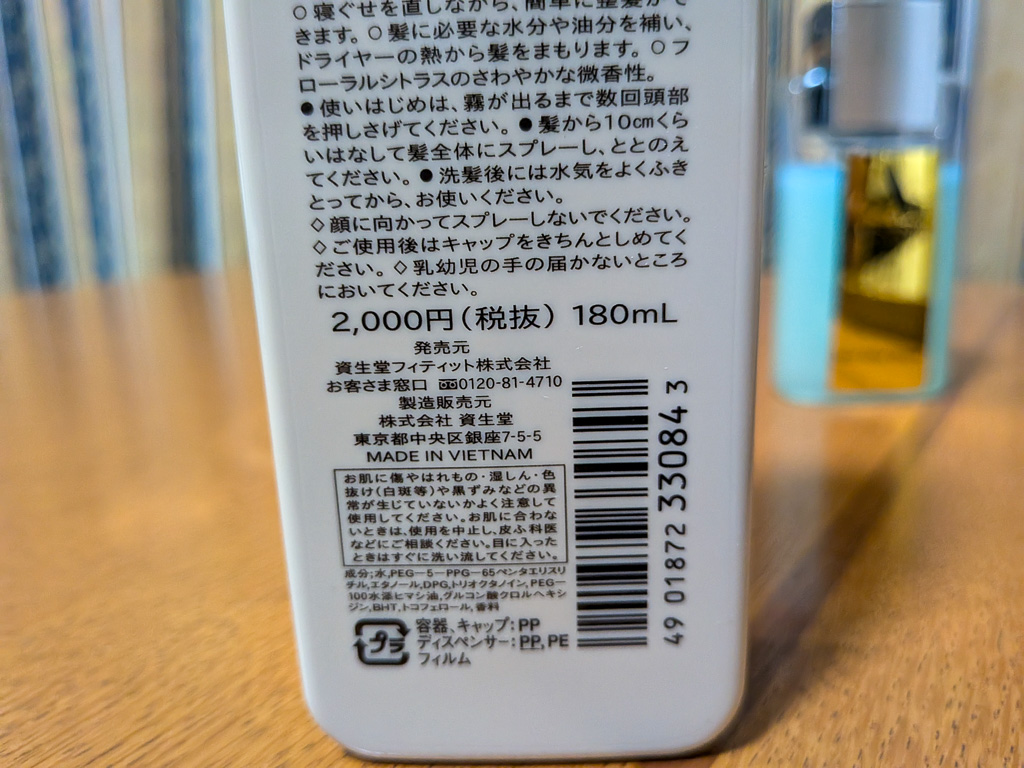 ○寝ぐせを直しながら、簡単に整髪がで
きます。○髪に必要な水分や油分を補い、
ドライヤーの熱から髪をまもります。○フ
ローラルシトラスのさわやかな微香性。
●使いはじめは、霧が出るまで数回頭部
を押しさげてください。●髪から10cmくら
いはなして髪全体にスプレーし、ととのえ
てください。●洗髪後には水気をよくふき
とってから、お使いください。
◇顔に向かってスプレーしないでください。
◇ご使用後はキャップをきちんとしめてく
ださい。◇乳幼児の手の届かないところ
においてください。
2,000円(税抜) 180mL
発売元
資生堂フィティット株式会社
お客さま窓口 0120-81-4710
製造販売元
株式会社 資生堂
東京都中央区銀座7-5-5
MADE IN VIETNAM
お肌に傷やはれもの・湿しん・色
抜け(白斑等)や黒ずみなどの異
常が生じていないかよく注意して
使用してください。お肌に合わな
いときは、使用を中止し、皮ふ科医
などにご相談ください。目に入った
ときはすぐに洗い流してください。
成分;水,PEG-5-PPG-65ペンタエリスリ
チル,エタノール,DPG,トリオクタノイン,PEG-
100水添ヒマシ油,グルコン酸クロルヘキシ
ジン,BHT,トコフェロール,香料
プラ
容器、キャップ:PP
ディスペンサー:PP,PE
フィルム
49 01872 33084 3